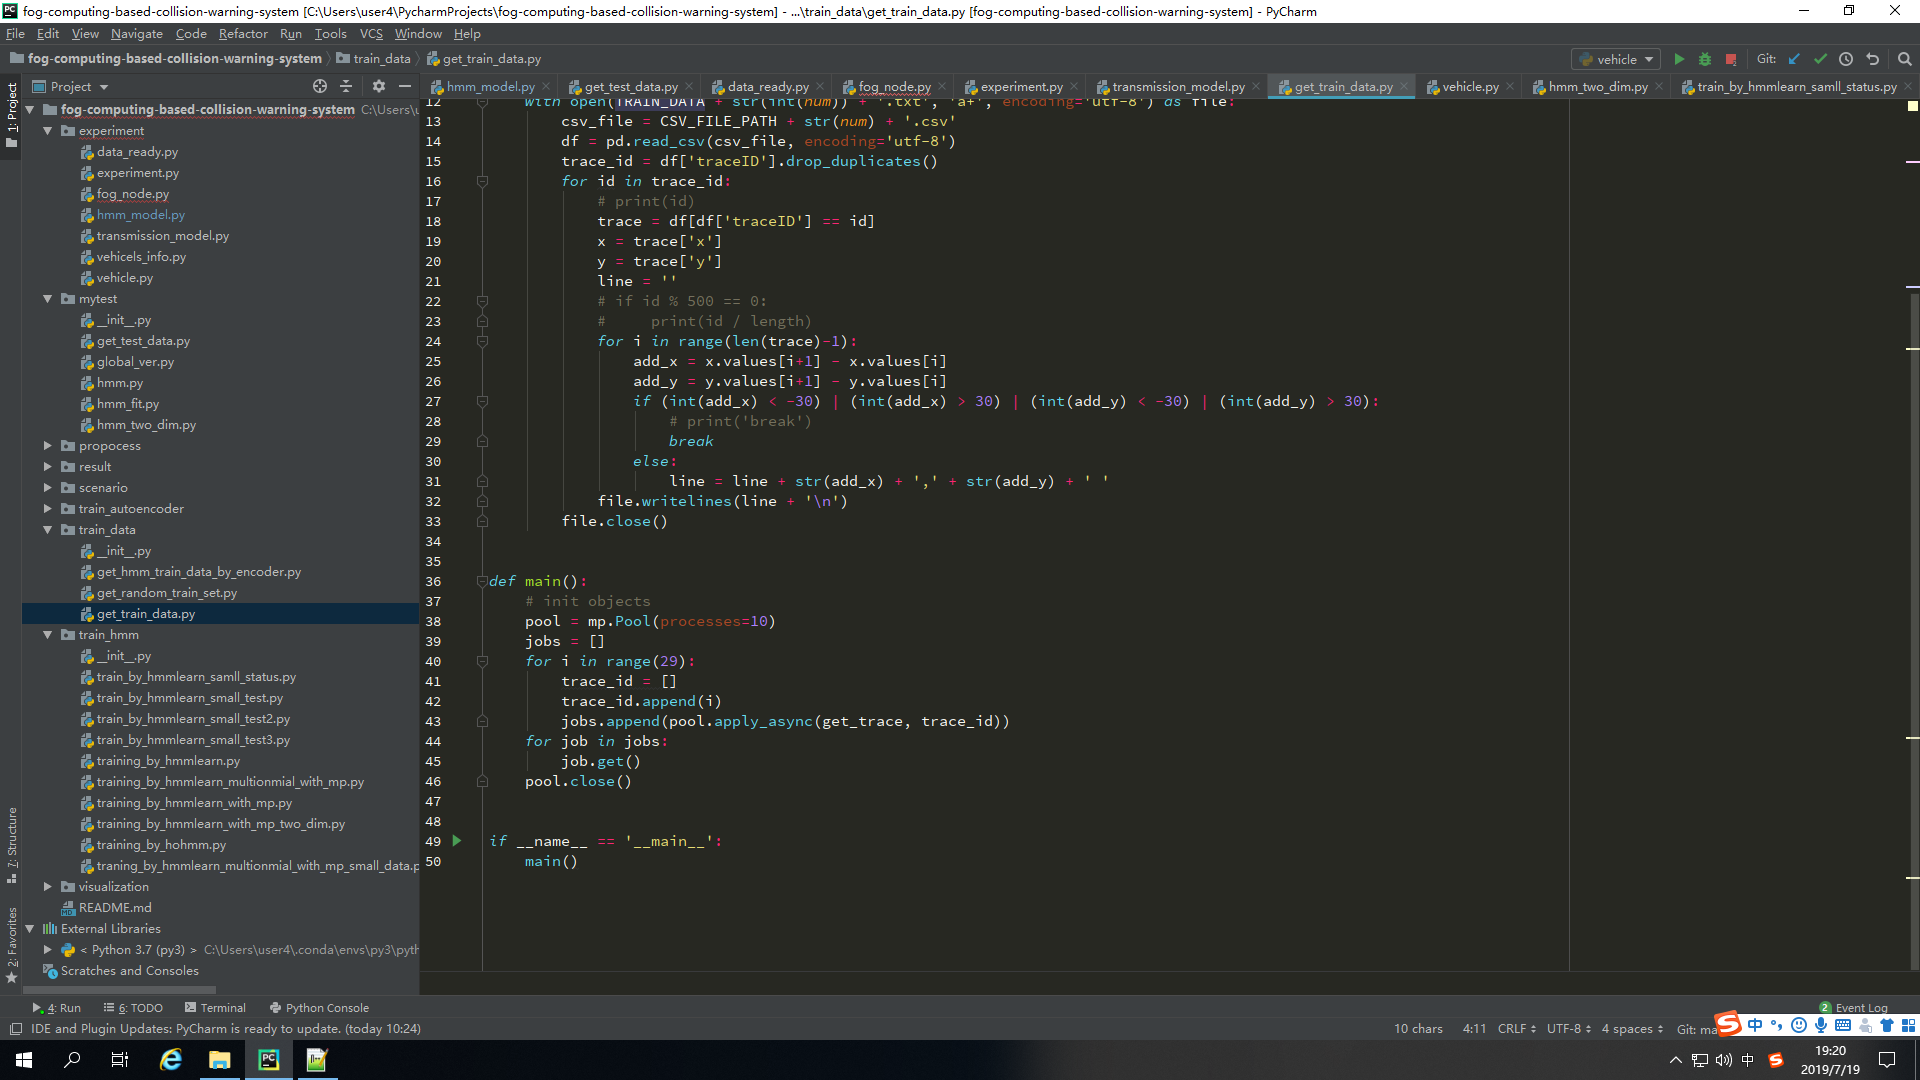 fog-computing-based-collision-warning-system [C:\Users\user4\PycharmProjects\fog-computing-based-collision-warning-system] - ...\train_data\get_train_data.py [fog-computing-based-collision-warning-system] - PyCharm
File Edit View Navigate Code Refactor Run Tools VCS Window Help
fog-computing-based-collision-warning-system train_data get_train_data.py vehicle Git:
Project
hmm_model.py get_test_data.py data_ready.py fog_node.py experiment.py transmission_model.py get_train_data.py vehicle.py hmm_two_dim.py train_by_hmmlearn_samll_status.py
1: Project
7: Structure
2: Favorites
fog-computing-based-collision-warning-system C:\Users\
experiment
data_ready.py
experiment.py
fog_node.py
hmm_model.py
transmission_model.py
vehicels_info.py
vehicle.py
mytest
__init__.py
get_test_data.py
global_ver.py
hmm.py
hmm_fit.py
hmm_two_dim.py
propocess
result
scenario
train_autoencoder
train_data
__init__.py
get_hmm_train_data_by_encoder.py
get_random_train_set.py
get_train_data.py
train_hmm
__init__.py
train_by_hmmlearn_samll_status.py
train_by_hmmlearn_small_test.py
train_by_hmmlearn_small_test2.py
train_by_hmmlearn_small_test3.py
training_by_hmmlearn.py
training_by_hmmlearn_multionmial_with_mp.py
training_by_hmmlearn_with_mp.py
training_by_hmmlearn_with_mp_two_dim.py
training_by_hohmm.py
traning_by_hmmlearn_multionmial_with_mp_small_data.p
visualization
README.md
External Libraries
< Python 3.7 (py3) > C:\Users\user4\.conda\envs\py3\pyth
Scratches and Consoles
12 with open(TRAIN_DATA + str(int(num)) + '.txt', 'a+', encoding='utf-8') as file:
13 csv_file = CSV_FILE_PATH + str(num) + '.csv'
14 df = pd.read_csv(csv_file, encoding='utf-8')
15 trace_id = df['traceID'].drop_duplicates()
16 for id in trace_id:
17 # print(id)
18 trace = df[df['traceID'] == id]
19 x = trace['x']
20 y = trace['y']
21 line = ''
22 # if id % 500 == 0:
23 #     print(id / length)
24 for i in range(len(trace)-1):
25 add_x = x.values[i+1] - x.values[i]
26 add_y = y.values[i+1] - y.values[i]
27 if (int(add_x) < -30) | (int(add_x) > 30) | (int(add_y) < -30) | (int(add_y) > 30):
28 # print('break')
29 break
30 else:
31 line = line + str(add_x) + ',' + str(add_y) + ' '
32 file.writelines(line + '\n')
33 file.close()
34
35
36 def main():
37 # init objects
38 pool = mp.Pool(processes=10)
39 jobs = []
40 for i in range(29):
41 trace_id = []
42 trace_id.append(i)
43 jobs.append(pool.apply_async(get_trace, trace_id))
44 for job in jobs:
45 job.get()
46 pool.close()
47
48
49 if __name__ == '__main__':
50 main()
4: Run 6: TODO Terminal Python Console 2 Event Log
IDE and Plugin Updates: PyCharm is ready to update. (today 10:24) 10 chars 4:11 CRLF UTF-8 4 spaces Git: ma
中
中
19:20
2019/7/19